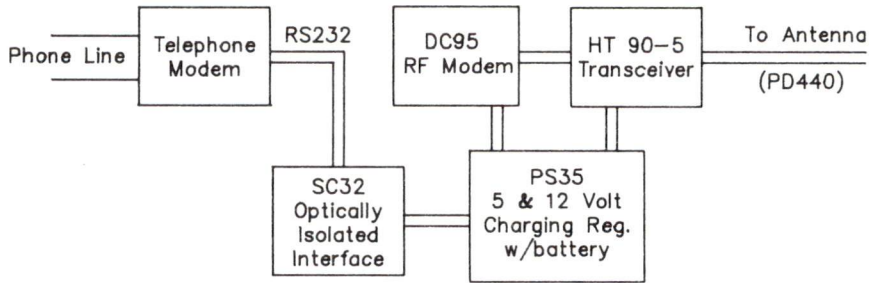 Phone Line
Telephone
Modem
RS232
DC95
RF Modem
HT 90-5
Transceiver
To Antenna
(PD440)
SC32
Optically
Isolated
Interface
PS35
5 & 12 Volt
Charging Reg.
w/battery